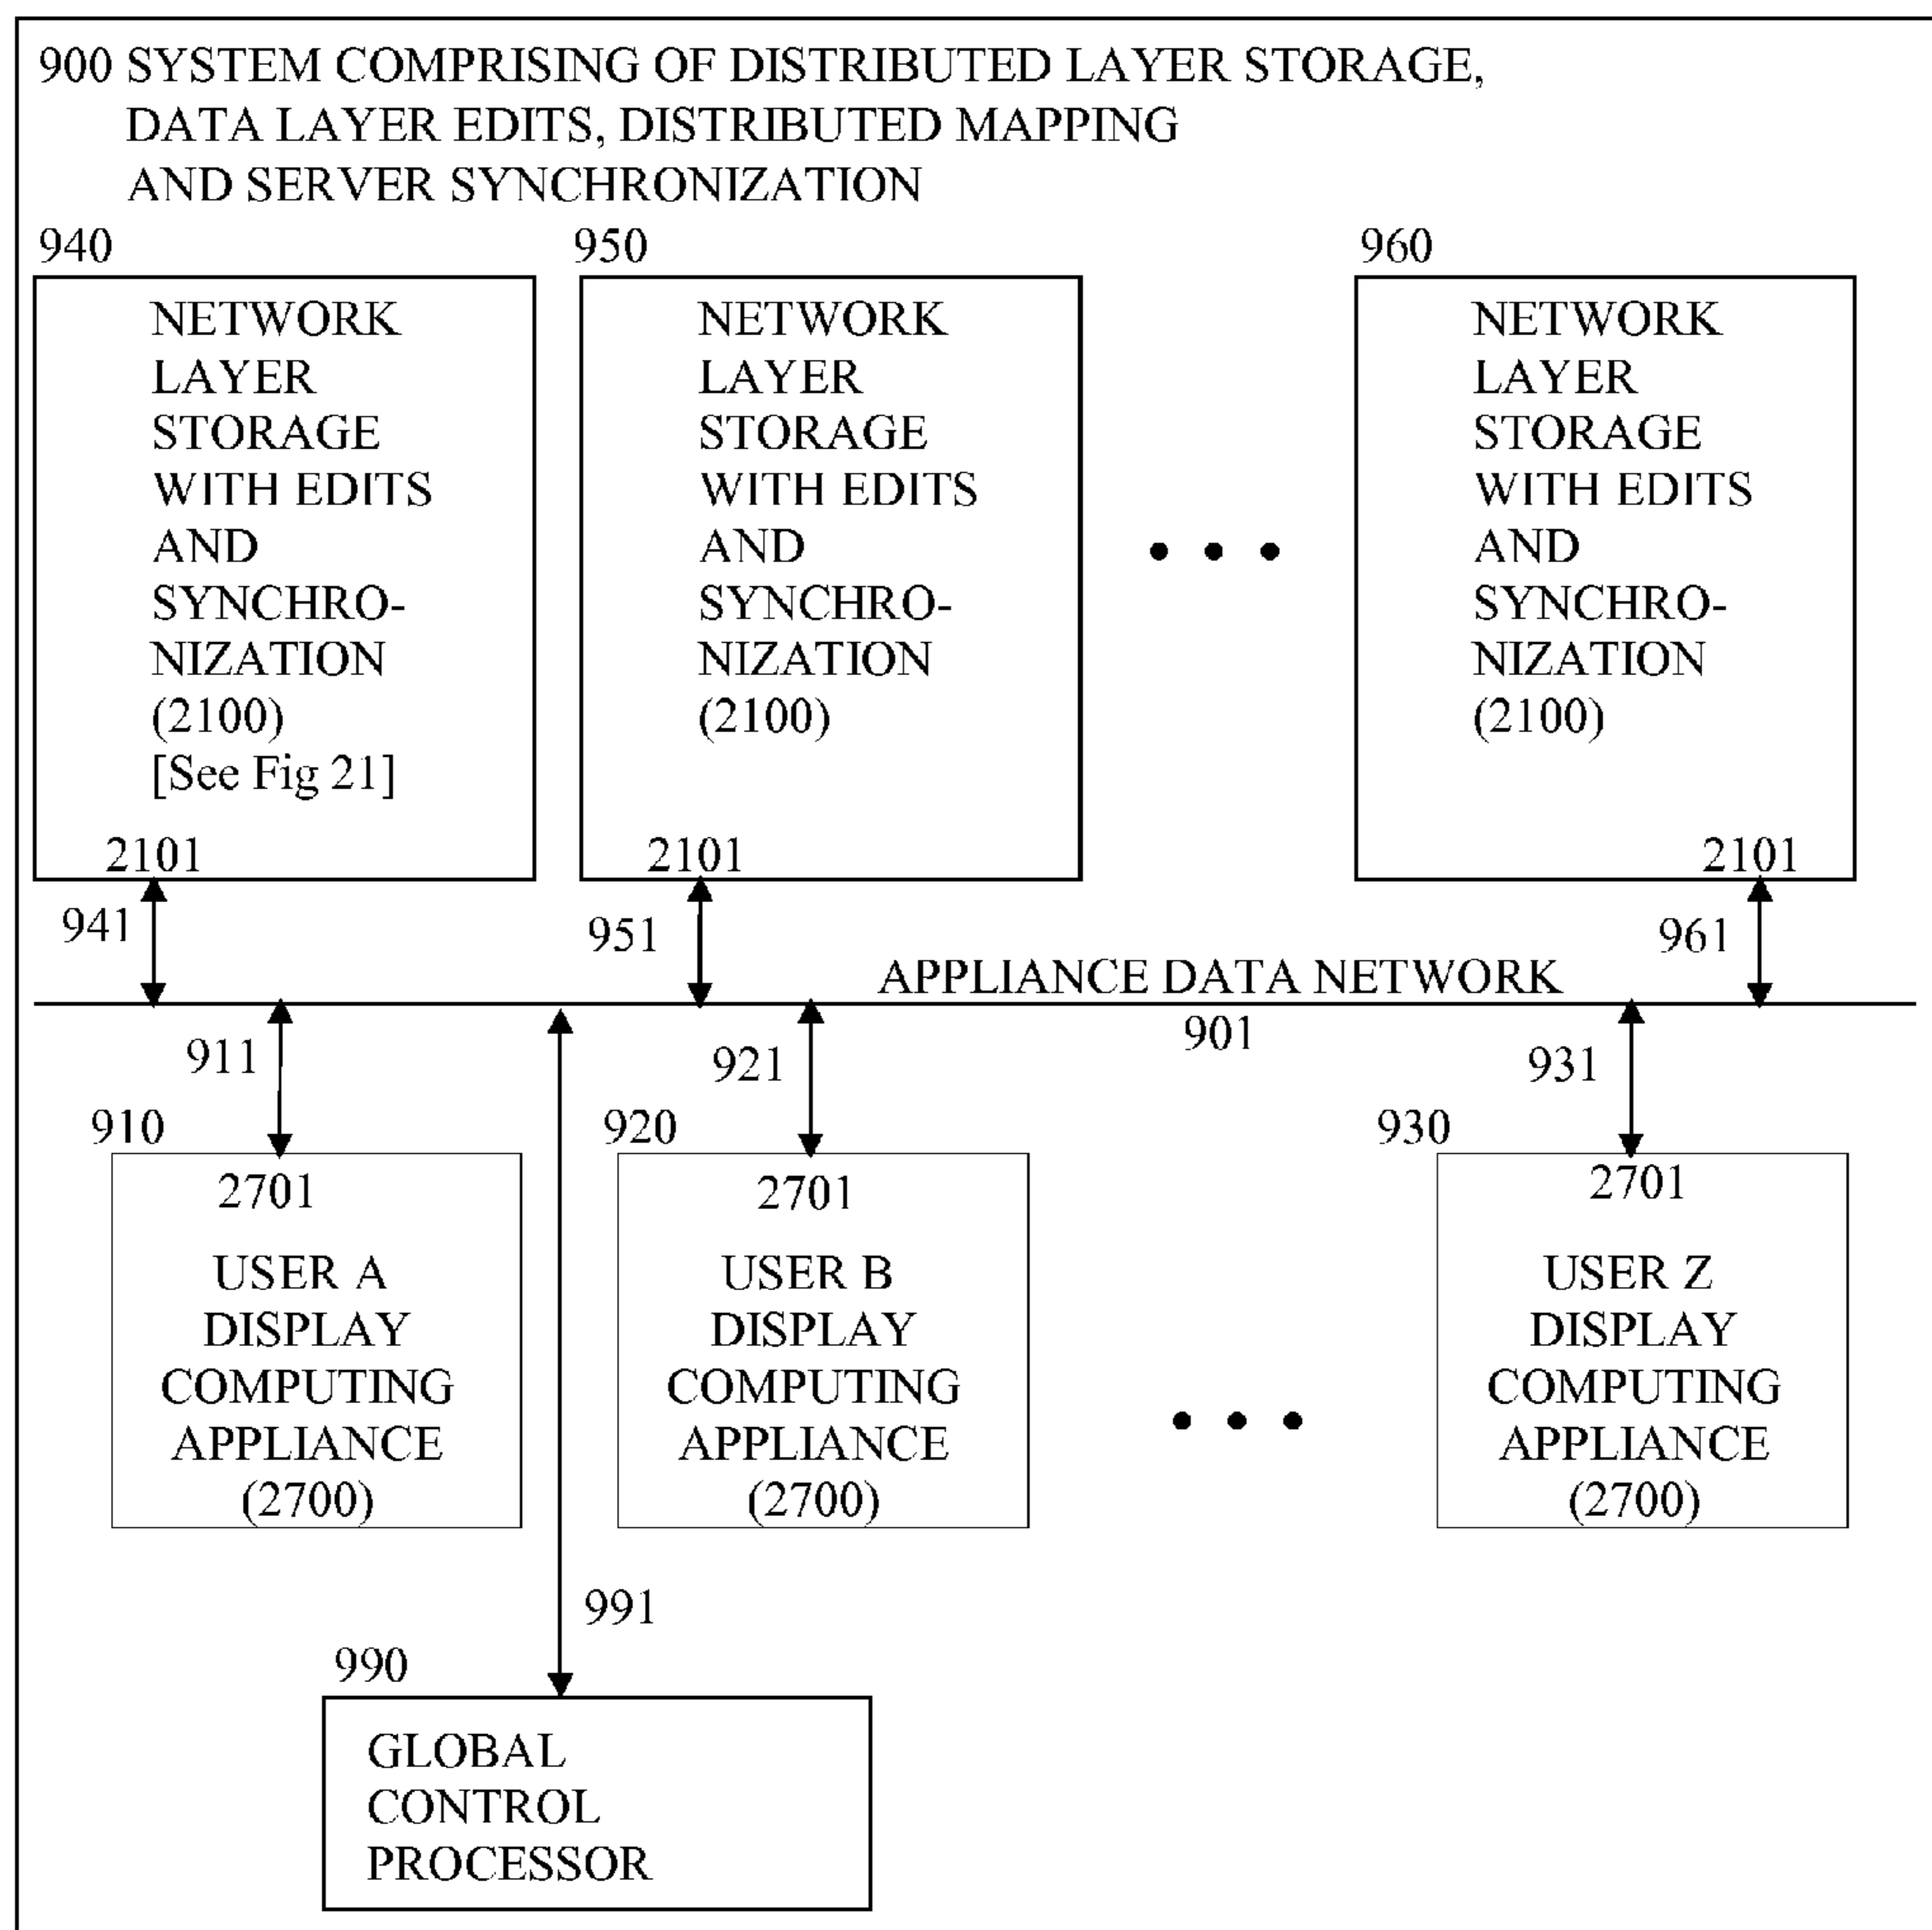 900 SYSTEM COMPRISING OF DISTRIBUTED LAYER STORAGE,
DATA LAYER EDITS, DISTRIBUTED MAPPING
AND SERVER SYNCHRONIZATION
940
NETWORK
LAYER
STORAGE
WITH EDITS
AND
SYNCHRO-
NIZATION
(2100)
[See Fig 21]
2101
950
NETWORK
LAYER
STORAGE
WITH EDITS
AND
SYNCHRO-
NIZATION
(2100)
2101
960
NETWORK
LAYER
STORAGE
WITH EDITS
AND
SYNCHRO-
NIZATION
(2100)
2101
941
951
961
APPLIANCE DATA NETWORK
901
911
921
931
910
2701
USER A
DISPLAY
COMPUTING
APPLIANCE
(2700)
920
2701
USER B
DISPLAY
COMPUTING
APPLIANCE
(2700)
930
2701
USER Z
DISPLAY
COMPUTING
APPLIANCE
(2700)
991
990
GLOBAL
CONTROL
PROCESSOR